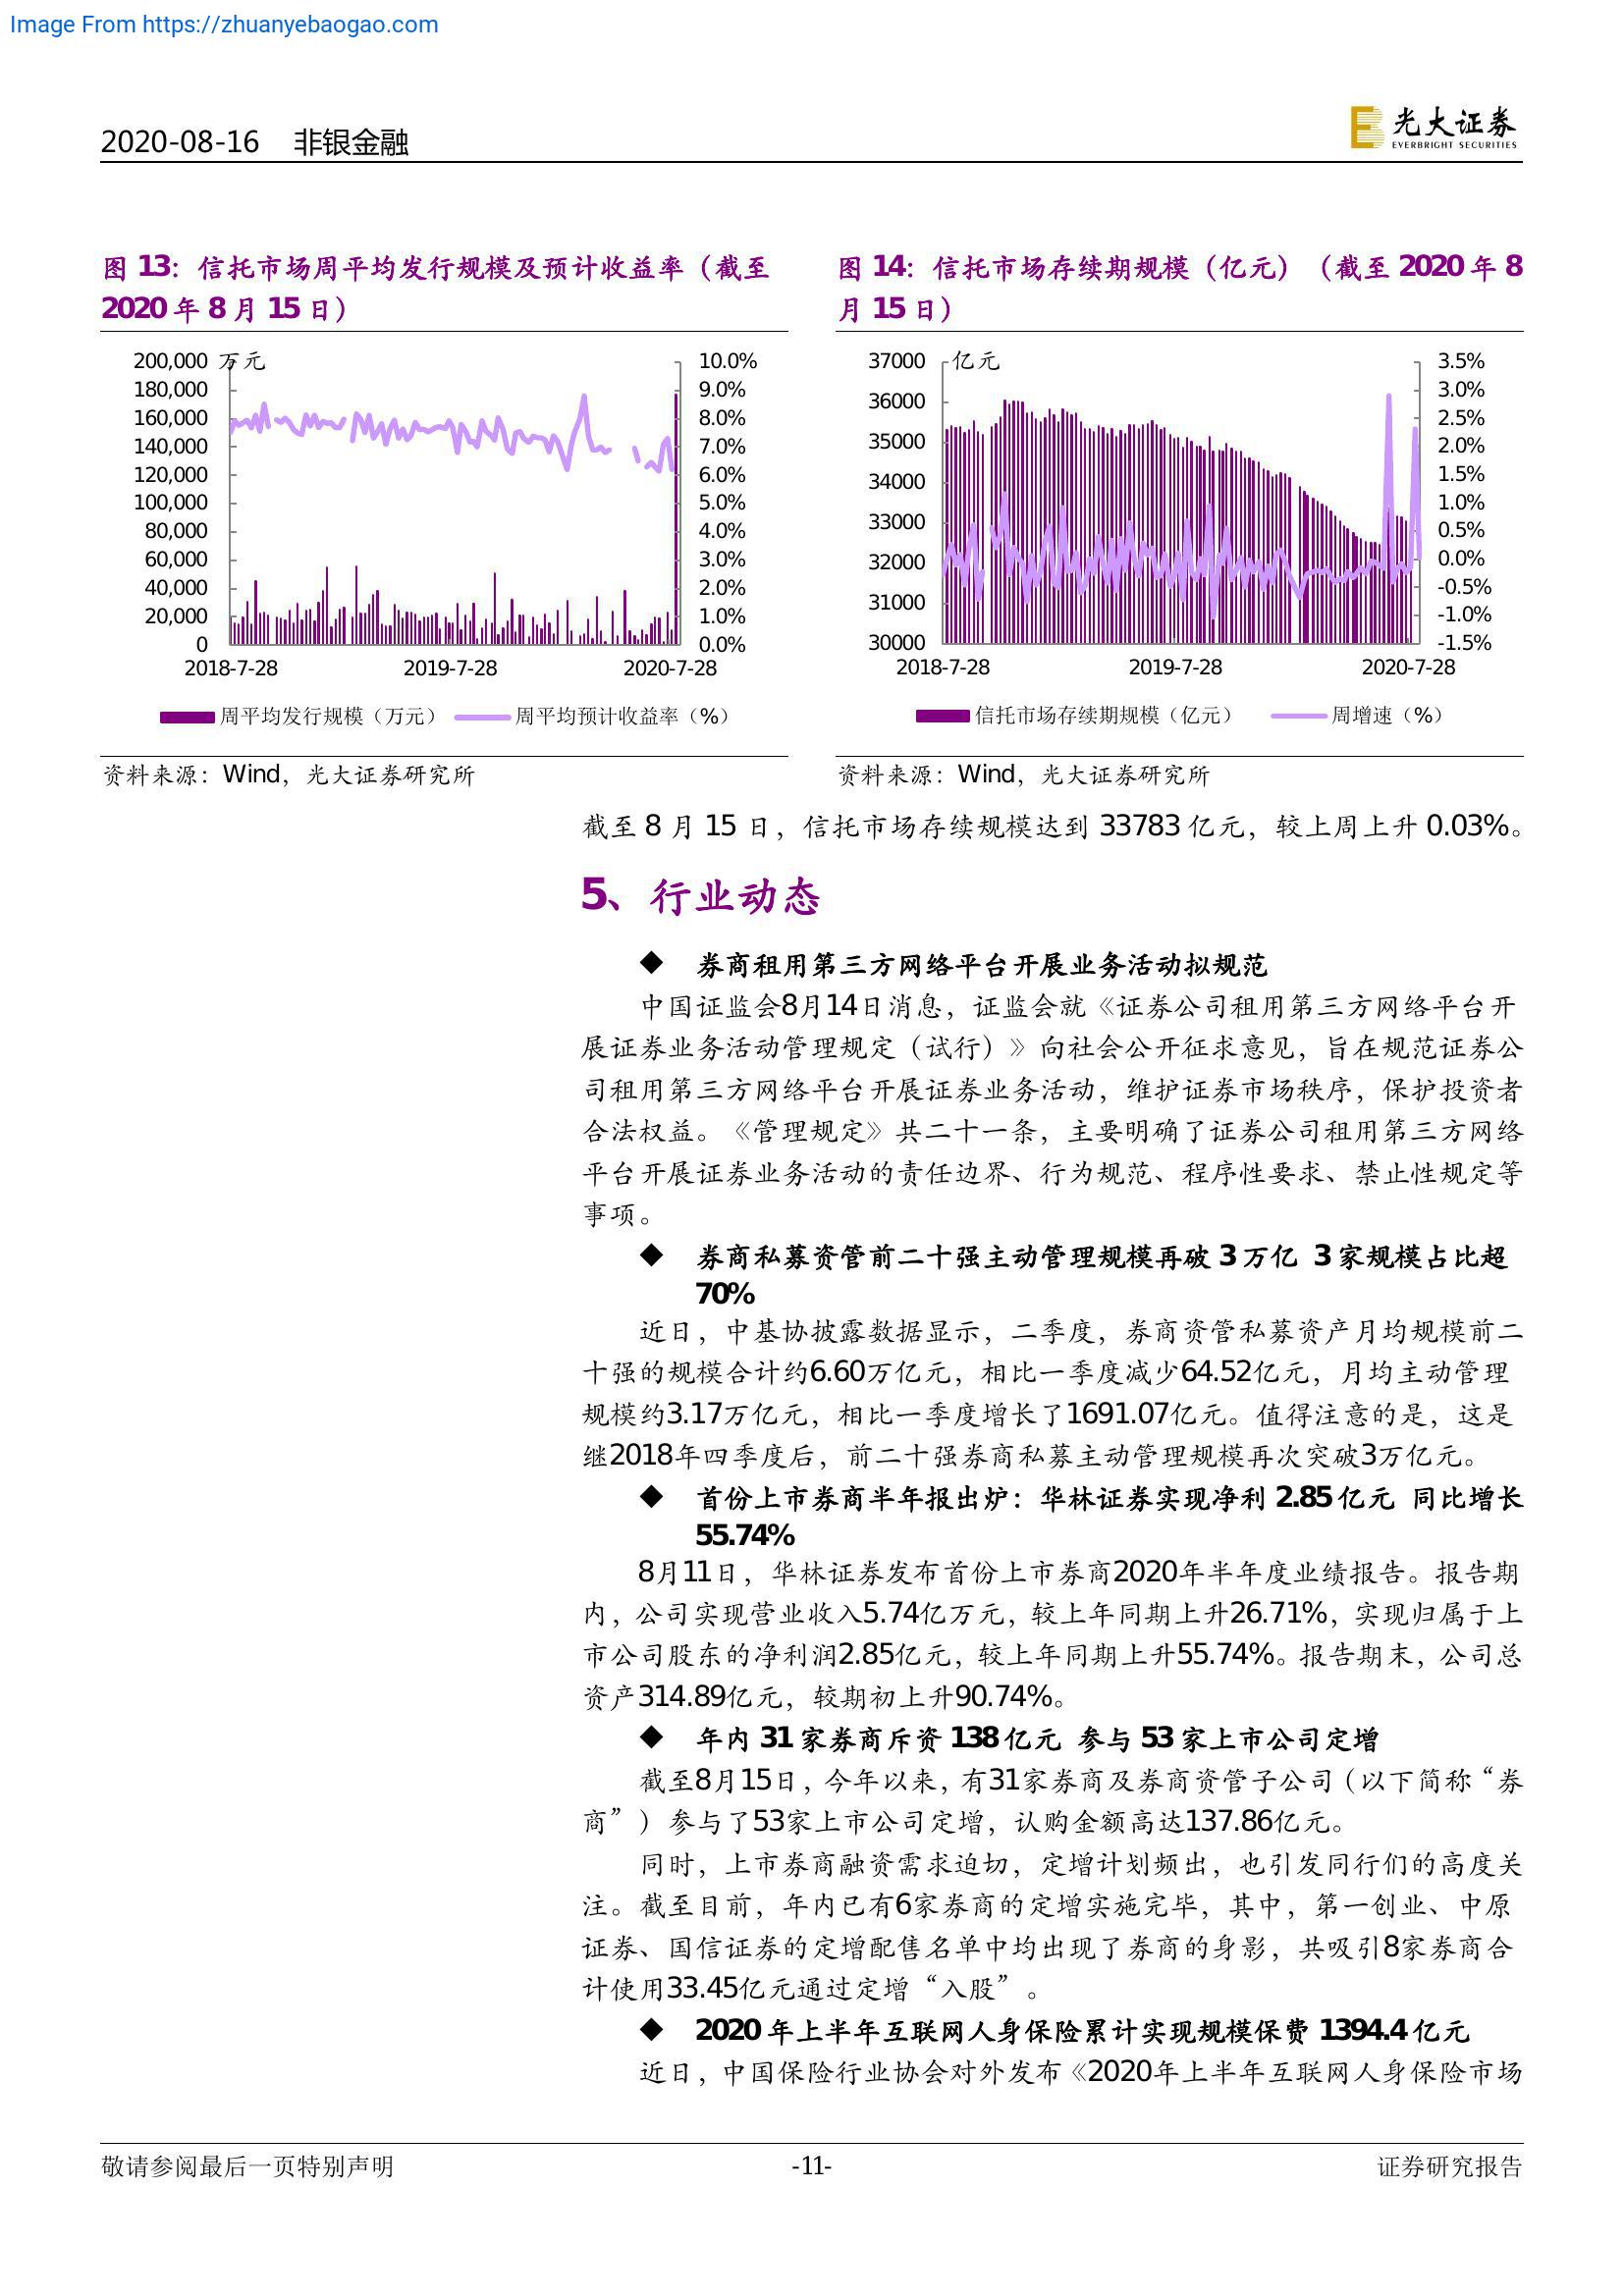 Image From https://zhuanyebaogao.com
2020-08-16 非银金融
光大证券
EVERBRIGHT SECURITIES
图 13：信托市场周平均发行规模及预计收益率（截至
2020 年 8 月 15 日）
200,000 万元
180,000
160,000
140,000
120,000
100,000
80,000
60,000
40,000
20,000
0
10.0%
9.0%
8.0%
7.0%
6.0%
5.0%
4.0%
3.0%
2.0%
1.0%
0.0%
2018-7-28 2019-7-28 2020-7-28
周平均发行规模（万元） 周平均预计收益率（%）
资料来源：Wind，光大证券研究所
图 14：信托市场存续期规模（亿元）（截至 2020 年 8
月 15 日）
37000 亿元
36000
35000
34000
33000
32000
31000
30000
3.5%
3.0%
2.5%
2.0%
1.5%
1.0%
0.5%
0.0%
-0.5%
-1.0%
-1.5%
2018-7-28 2019-7-28 2020-7-28
信托市场存续期规模（亿元） 周增速（%）
资料来源：Wind，光大证券研究所
截至 8 月 15 日，信托市场存续规模达到 33783 亿元，较上周上升 0.03%。
5、行业动态
◆ 券商租用第三方网络平台开展业务活动拟规范
中国证监会8月14日消息，证监会就《证券公司租用第三方网络平台开
展证券业务活动管理规定（试行）》向社会公开征求意见，旨在规范证券公
司租用第三方网络平台开展证券业务活动，维护证券市场秩序，保护投资者
合法权益。《管理规定》共二十一条，主要明确了证券公司租用第三方网络
平台开展证券业务活动的责任边界、行为规范、程序性要求、禁止性规定等
事项。
◆ 券商私募资管前二十强主动管理规模再破 3 万亿 3 家规模占比超
70%
近日，中基协披露数据显示，二季度，券商资管私募资产月均规模前二
十强的规模合计约6.60万亿元，相比一季度减少64.52亿元，月均主动管理
规模约3.17万亿元，相比一季度增长了1691.07亿元。值得注意的是，这是
继2018年四季度后，前二十强券商私募主动管理规模再次突破3万亿元。
◆ 首份上市券商半年报出炉：华林证券实现净利 2.85 亿元 同比增长
55.74%
8月11日，华林证券发布首份上市券商2020年半年度业绩报告。报告期
内，公司实现营业收入5.74亿万元，较上年同期上升26.71%，实现归属于上
市公司股东的净利润2.85亿元，较上年同期上升55.74%。报告期末，公司总
资产314.89亿元，较期初上升90.74%。
◆ 年内 31 家券商斥资 138 亿元 参与 53 家上市公司定增
截至8月15日，今年以来，有31家券商及券商资管子公司（以下简称“券
商”）参与了53家上市公司定增，认购金额高达137.86亿元。
同时，上市券商融资需求迫切，定增计划频出，也引发同行们的高度关
注。截至目前，年内已有6家券商的定增实施完毕，其中，第一创业、中原
证券、国信证券的定增配售名单中均出现了券商的身影，共吸引8家券商合
计使用33.45亿元通过定增“入股”。
◆ 2020 年上半年互联网人身保险累计实现规模保费 1394.4 亿元
近日，中国保险行业协会对外发布《2020年上半年互联网人身保险市场
敬请参阅最后一页特别声明 -11- 证券研究报告